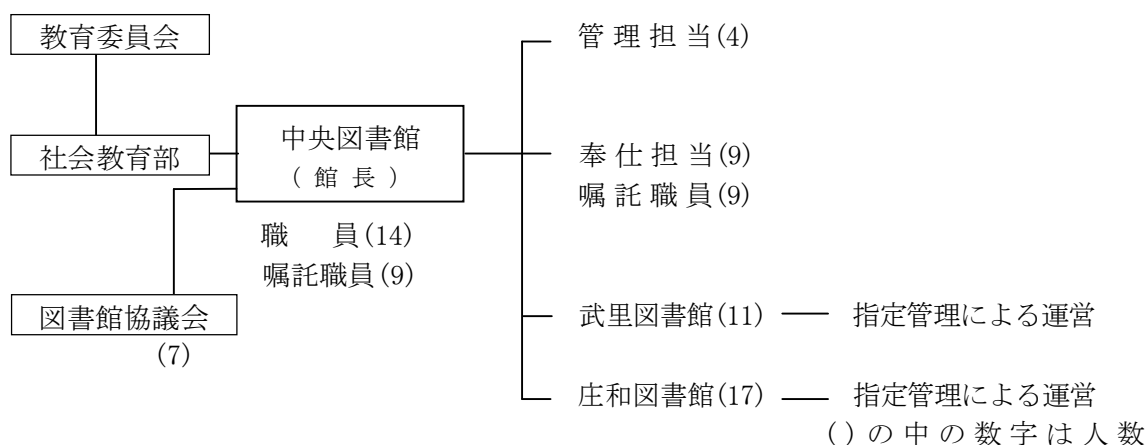 教育委員会
社会教育部
図書館協議会
(7)
中央図書館
(館長)
職員(14)
嘱託職員(9)
管理担当(4)
奉仕担当(9)
嘱託職員(9)
武里図書館(11) 指定管理による運営
庄和図書館(17) 指定管理による運営
()の中の数字は人数